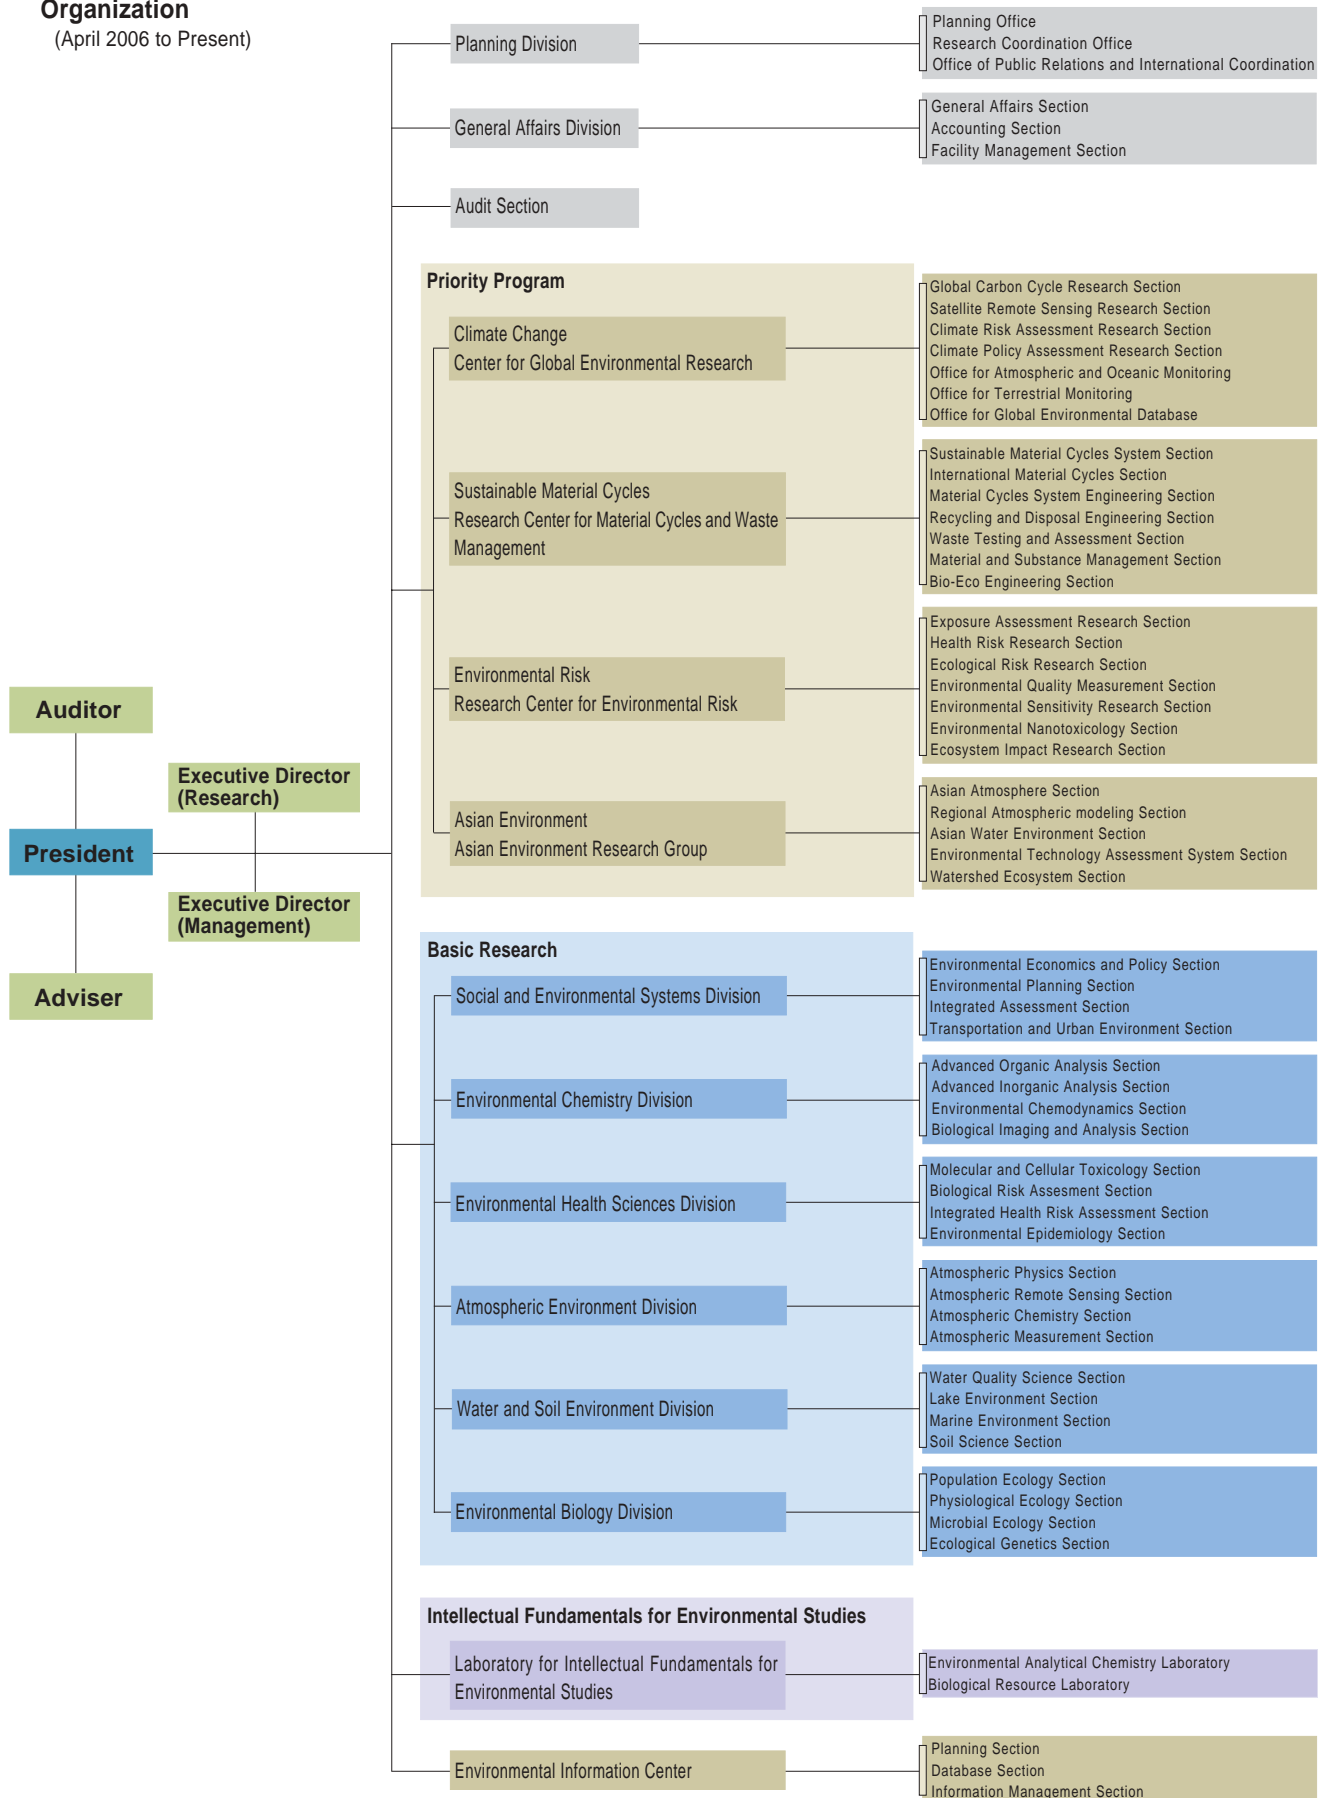 Organization
(April 2006 to Present)
Auditor
President
Adviser
Executive Director
(Research)
Executive Director
(Management)
Planning Division
Planning Office
Research Coordination Office
Office of Public Relations and International Coordination
General Affairs Division
General Affairs Section
Accounting Section
Facility Management Section
Audit Section
Priority Program
Climate Change
Center for Global Environmental Research
Global Carbon Cycle Research Section
Satellite Remote Sensing Research Section
Climate Risk Assessment Research Section
Climate Policy Assessment Research Section
Office for Atmospheric and Oceanic Monitoring
Office for Terrestrial Monitoring
Office for Global Environmental Database
Sustainable Material Cycles
Research Center for Material Cycles and Waste
Management
Sustainable Material Cycles System Section
International Material Cycles Section
Material Cycles System Engineering Section
Recycling and Disposal Engineering Section
Waste Testing and Assessment Section
Material and Substance Management Section
Bio-Eco Engineering Section
Environmental Risk
Research Center for Environmental Risk
Exposure Assessment Research Section
Health Risk Research Section
Ecological Risk Research Section
Environmental Quality Measurement Section
Environmental Sensitivity Research Section
Environmental Nanotoxicology Section
Ecosystem Impact Research Section
Asian Environment
Asian Environment Research Group
Asian Atmosphere Section
Regional Atmospheric modeling Section
Asian Water Environment Section
Environmental Technology Assessment System Section
Watershed Ecosystem Section
Basic Research
Social and Environmental Systems Division
Environmental Economics and Policy Section
Environmental Planning Section
Integrated Assessment Section
Transportation and Urban Environment Section
Environmental Chemistry Division
Advanced Organic Analysis Section
Advanced Inorganic Analysis Section
Environmental Chemodynamics Section
Biological Imaging and Analysis Section
Environmental Health Sciences Division
Molecular and Cellular Toxicology Section
Biological Risk Assesment Section
Integrated Health Risk Assessment Section
Environmental Epidemiology Section
Atmospheric Environment Division
Atmospheric Physics Section
Atmospheric Remote Sensing Section
Atmospheric Chemistry Section
Atmospheric Measurement Section
Water and Soil Environment Division
Water Quality Science Section
Lake Environment Section
Marine Environment Section
Soil Science Section
Environmental Biology Division
Population Ecology Section
Physiological Ecology Section
Microbial Ecology Section
Ecological Genetics Section
Intellectual Fundamentals for Environmental Studies
Laboratory for Intellectual Fundamentals for
Environmental Studies
Environmental Analytical Chemistry Laboratory
Biological Resource Laboratory
Environmental Information Center
Planning Section
Database Section
Information Management Section